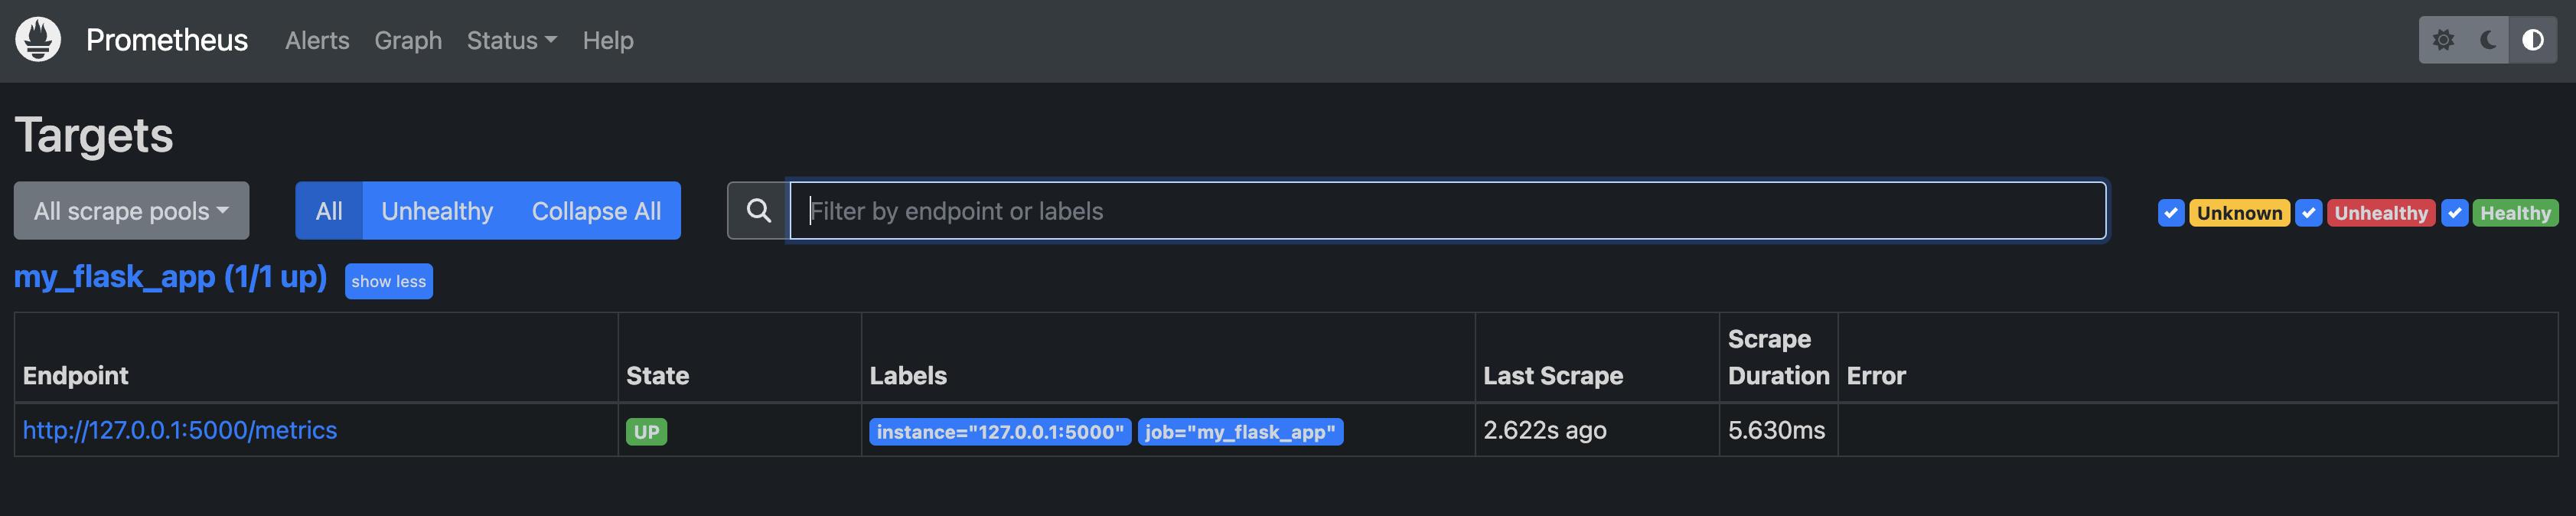 Prometheus Alerts Graph Status Help
Targets
All scrape pools All Unhealthy Collapse All Filter by endpoint or labels Unknown Unhealthy Healthy
my_flask_app (1/1 up) show less
Endpoint State Labels Last Scrape Scrape Duration Error
http://127.0.0.1:5000/metrics UP instance="127.0.0.1:5000" job="my_flask_app" 2.622s ago 5.630ms